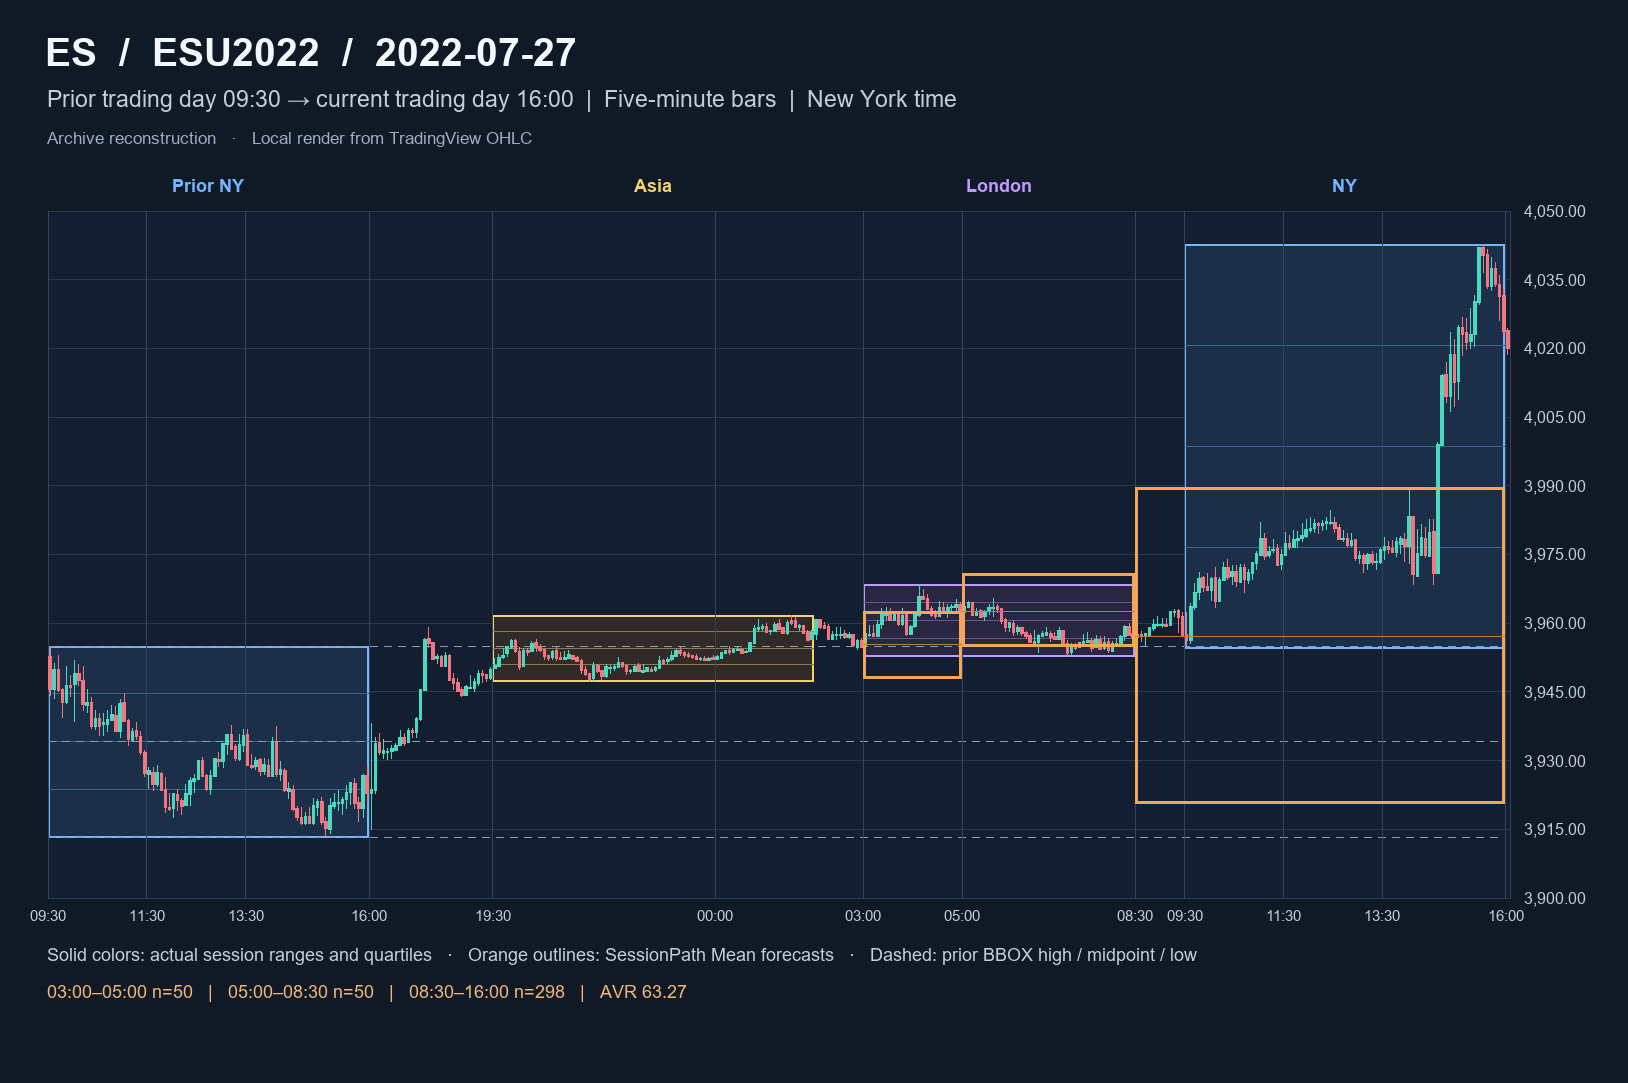 ES / ESU2022 / 2022-07-27
Prior trading day 09:30 → current trading day 16:00 | Five-minute bars | New York time
Archive reconstruction · Local render from TradingView OHLC
Prior NY Asia London NY
4,050.00
4,035.00
4,020.00
4,005.00
3,990.00
3,975.00
3,960.00
3,945.00
3,930.00
3,915.00
3,900.00
09:30 11:30 13:30 16:00 19:30 00:00 03:00 05:00 08:30 09:30 11:30 13:30 16:00
Solid colors: actual session ranges and quartiles · Orange outlines: SessionPath Mean forecasts · Dashed: prior BBOX high / midpoint / low
03:00–05:00 n=50 | 05:00–08:30 n=50 | 08:30–16:00 n=298 | AVR 63.27